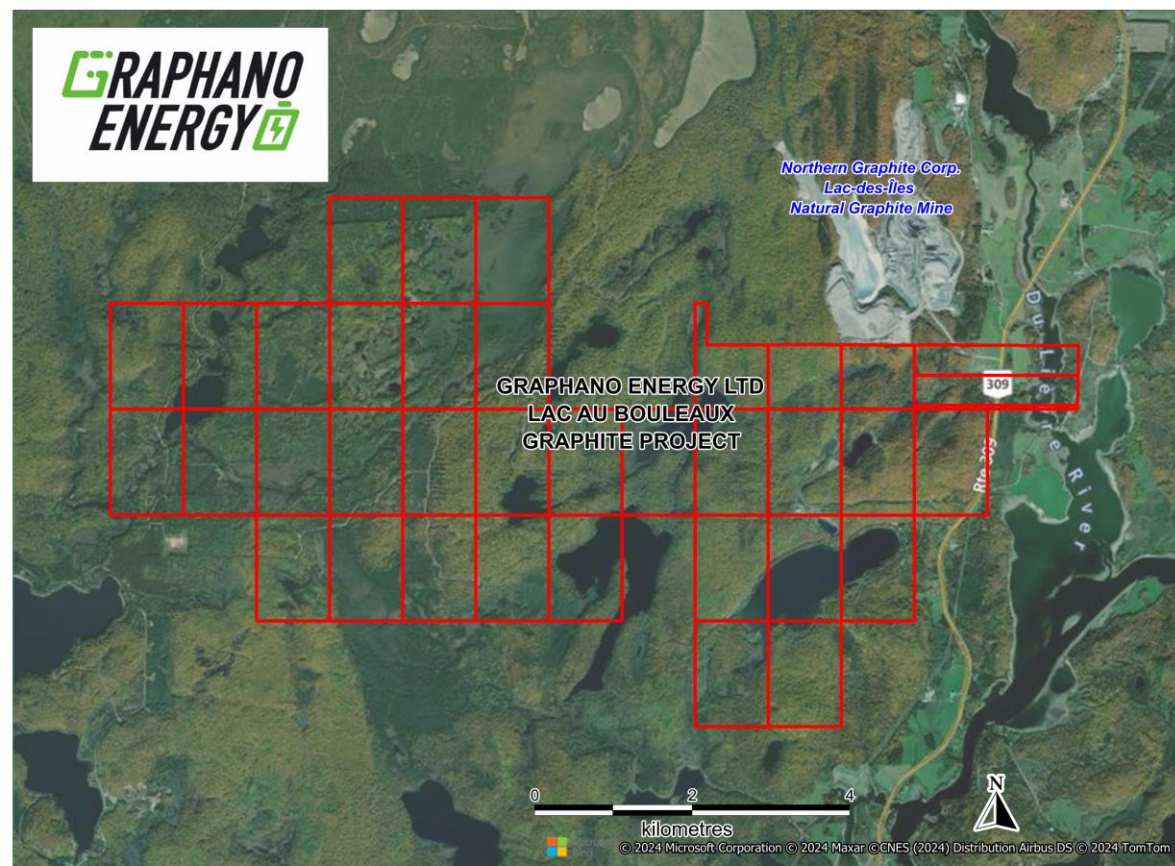 GRAPHANO
ENERGY
Northern Graphite Corp.
Lac-des-Îles
Natural Graphite Mine
GRAPHANO ENERGY LTD
LAC AU BOULEAUX
GRAPHITE PROJECT
309
Rte 309
Du Lièvre River
0 2 4
kilometres
N
© 2024 Microsoft Corporation © 2024 Maxar ©CNES (2024) Distribution Airbus DS © 2024 TomTom